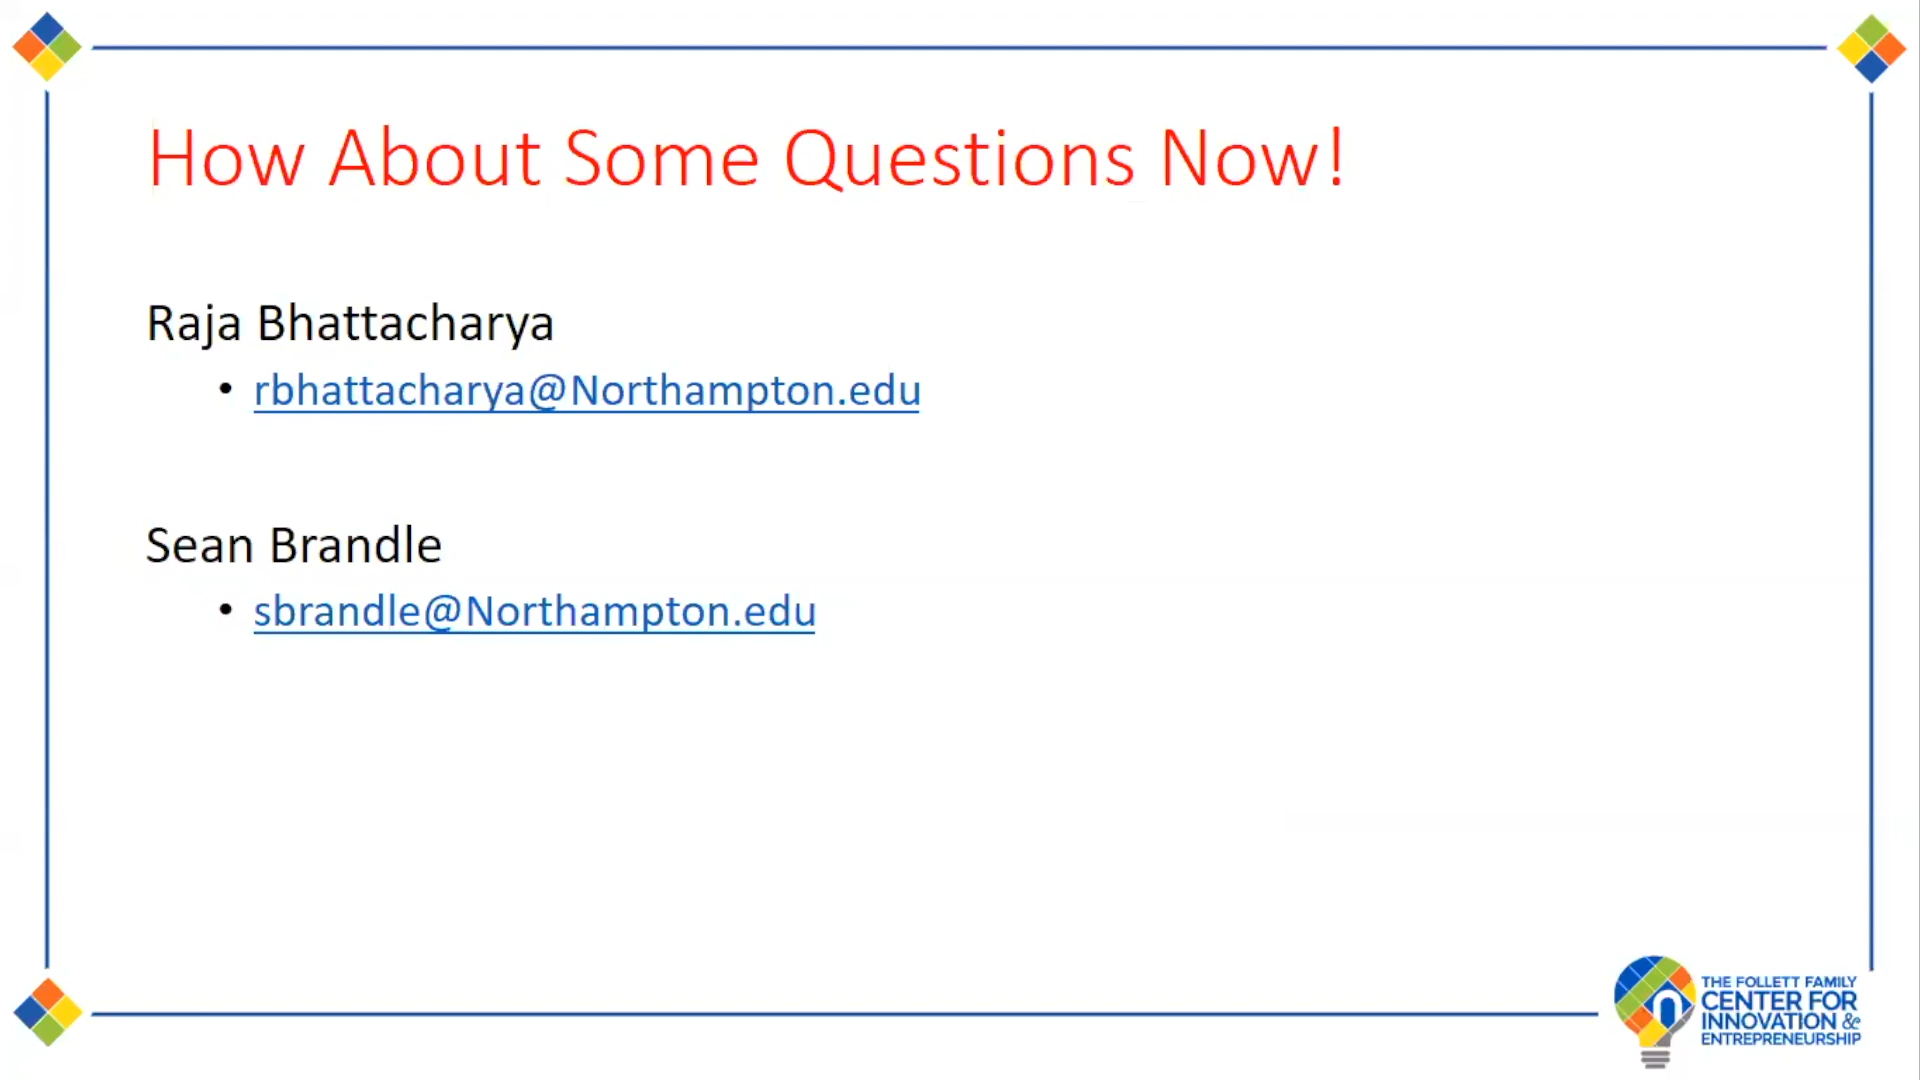 How About Some Questions Now!
Raja Bhattacharya
• rbhattacharya@Northampton.edu
Sean Brandle
• sbrandle@Northampton.edu
THE FOLLETT FAMILY
CENTER FOR
INNOVATION &
ENTREPRENEURSHIP